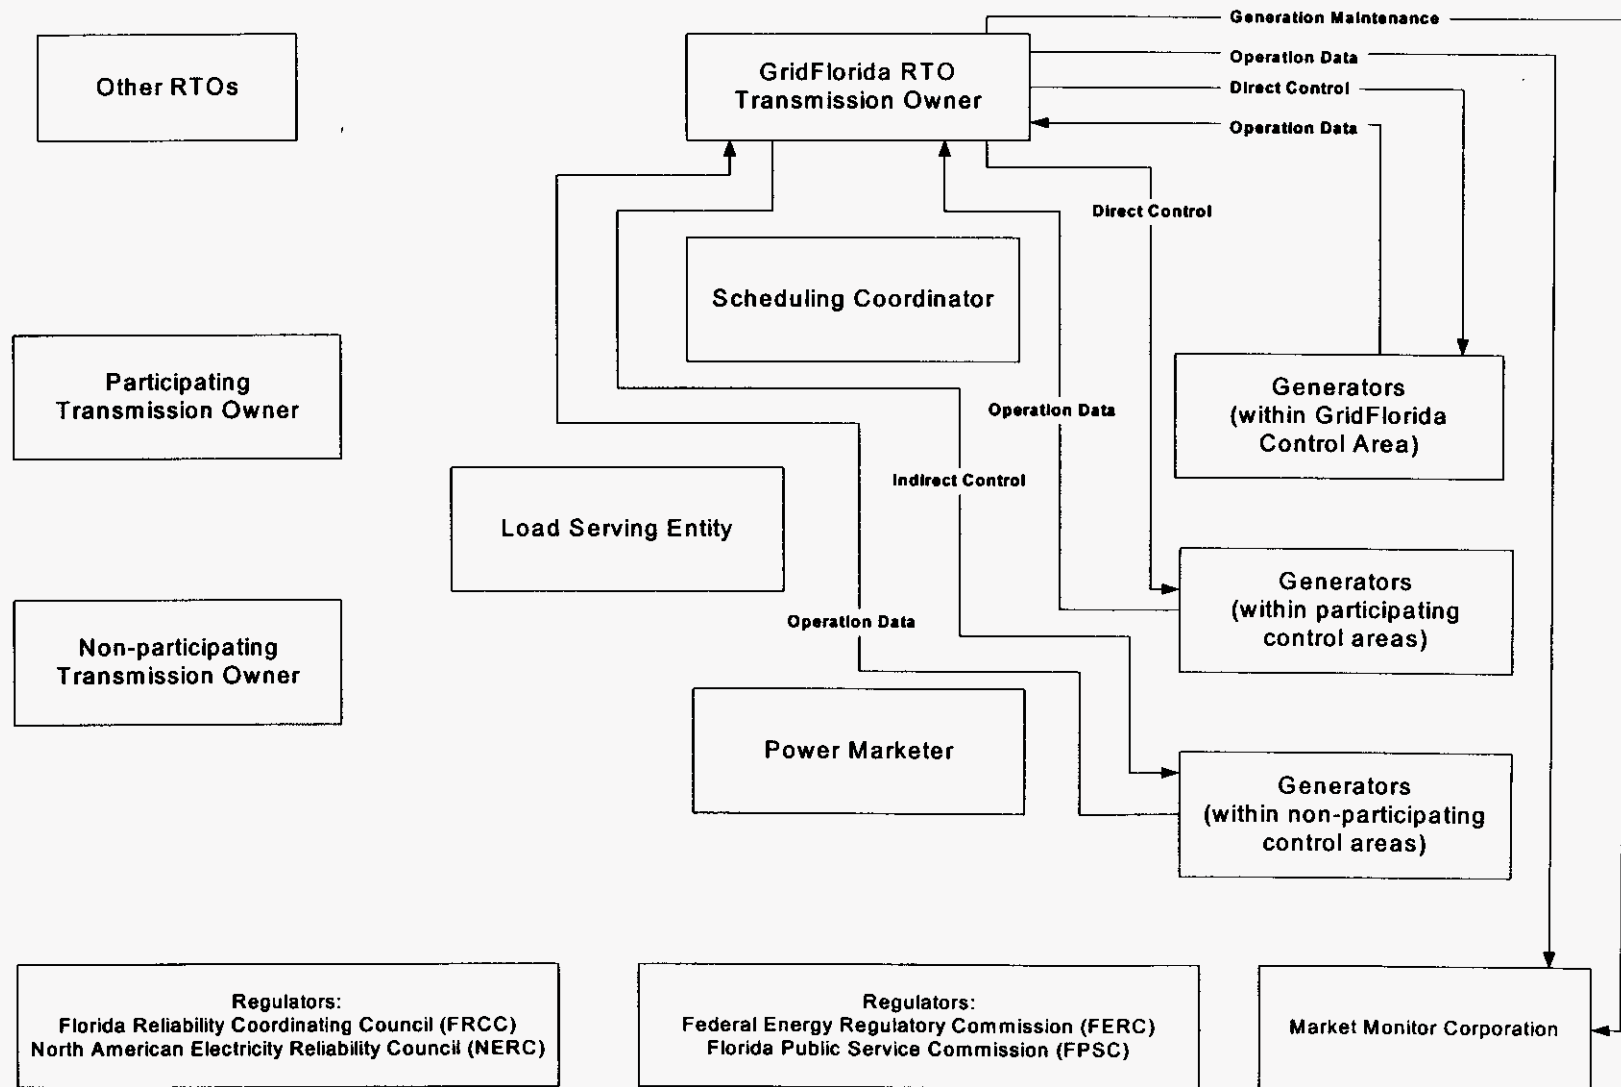 Generation Maintenance
Other RTOs
GridFlorida RTO
Transmission Owner
Operation Data
Direct Control
Operation Data
Direct Control
Scheduling Coordinator
Participating
Transmission Owner
Generators
(within GridFlorida
Control Area)
Operation Data
Indirect Control
Load Serving Entity
Generators
(within participating
control areas)
Operation Data
Non-participating
Transmission Owner
Power Marketer
Generators
(within non-participating
control areas)
Regulators:
Florida Reliability Coordinating Council (FRCC)
North American Electricity Reliability Council (NERC)
Regulators:
Federal Energy Regulatory Commission (FERC)
Florida Public Service Commission (FPSC)
Market Monitor Corporation